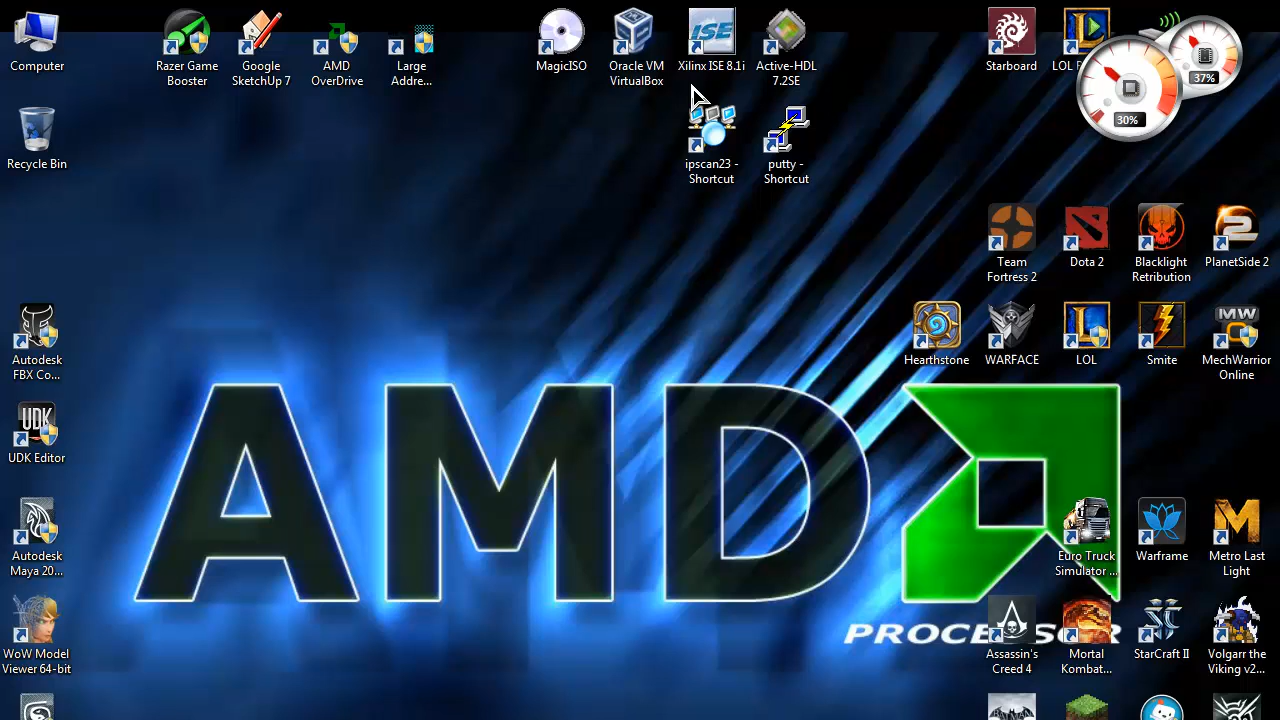 Computer
Razer Game
Booster
Google
SketchUp 7
AMD
OverDrive
Large
Addre...
MagicISO
Oracle VM
VirtualBox
ISE
Xilinx ISE 8.1i
Active-HDL
7.2SE
Starboard
37%
30%
Recycle Bin
ipscan23 -
Shortcut
putty -
Shortcut
Team
Fortress 2
Dota 2
Blacklight
Retribution
2
PlanetSide 2
Autodesk
FBX Co...
Hearthstone
WARFACE
L
LOL
Smite
MW
MechWarrior
Online
UDK
UDK Editor
AMD
Autodesk
Maya 20...
Euro Truck
Simulator ...
Warframe
M
Metro Last
Light
WoW Model
Viewer 64-bit
Assassin's
Creed 4
Mortal
Kombat...
StarCraft II
Volgarr the
Viking v2...